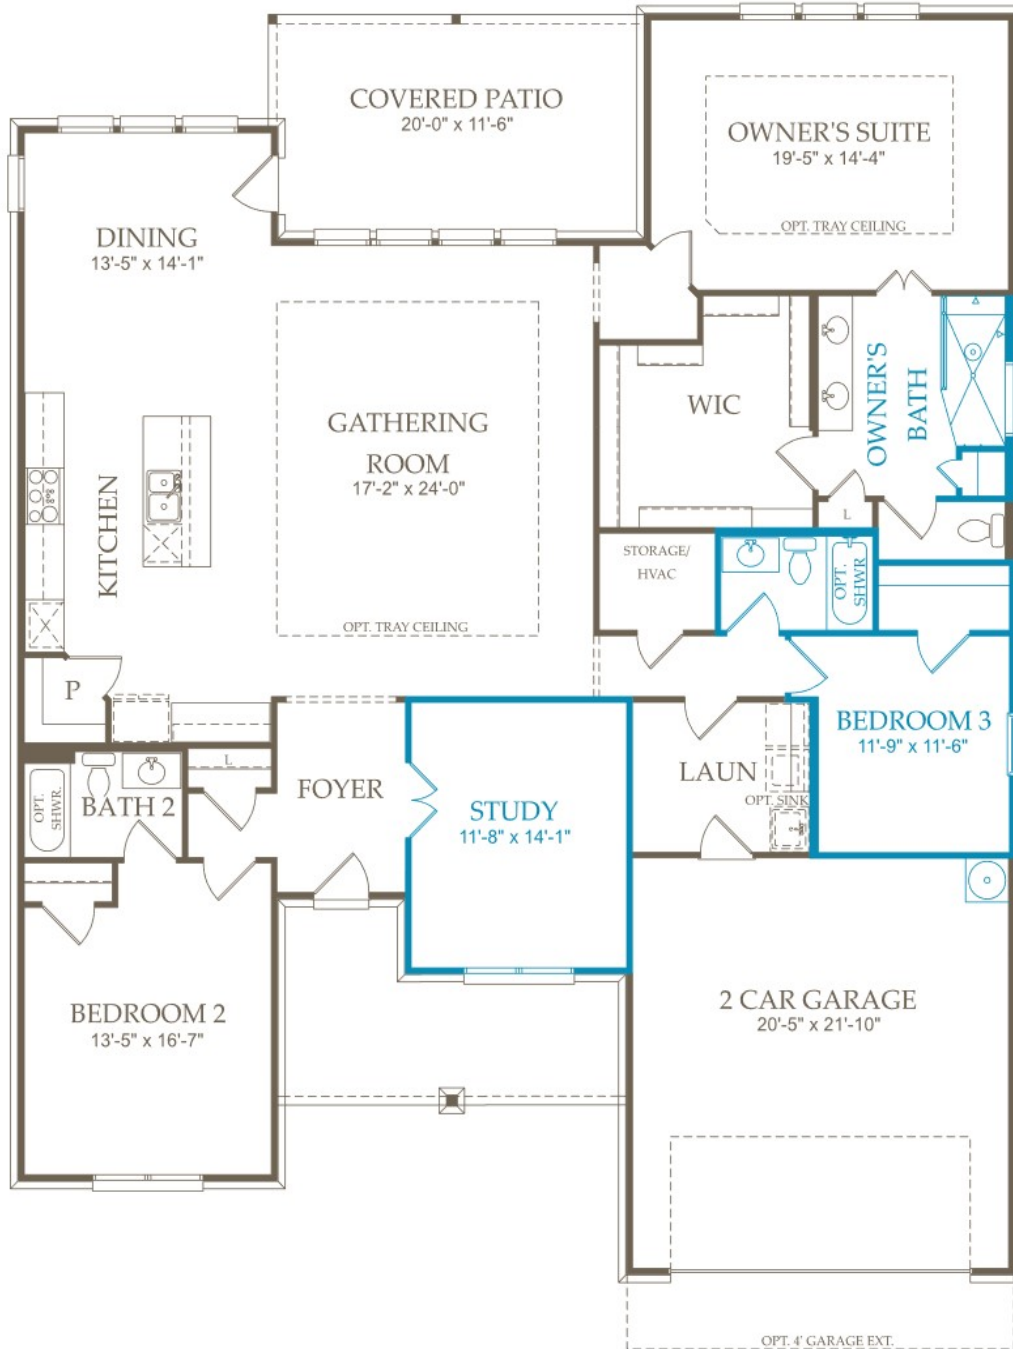 COVERED PATIO
20'-0" x 11'-6"
OWNER'S SUITE
19'-5" x 14'-4"
OPT. TRAY CEILING
DINING
13'-5" x 14'-1"
GATHERING
ROOM
17'-2" x 24'-0"
OPT. TRAY CEILING
KITCHEN
WIC
OWNER'S
BATH
L
STORAGE/
HVAC
OPT.
SHWR
P
BEDROOM 3
11'-9" x 11'-6"
L
FOYER
LAUN
OPT. SINK
BATH 2
OPT.
SHWR.
STUDY
11'-8" x 14'-1"
BEDROOM 2
13'-5" x 16'-7"
2 CAR GARAGE
20'-5" x 21'-10"
OPT. 4' GARAGE EXT.